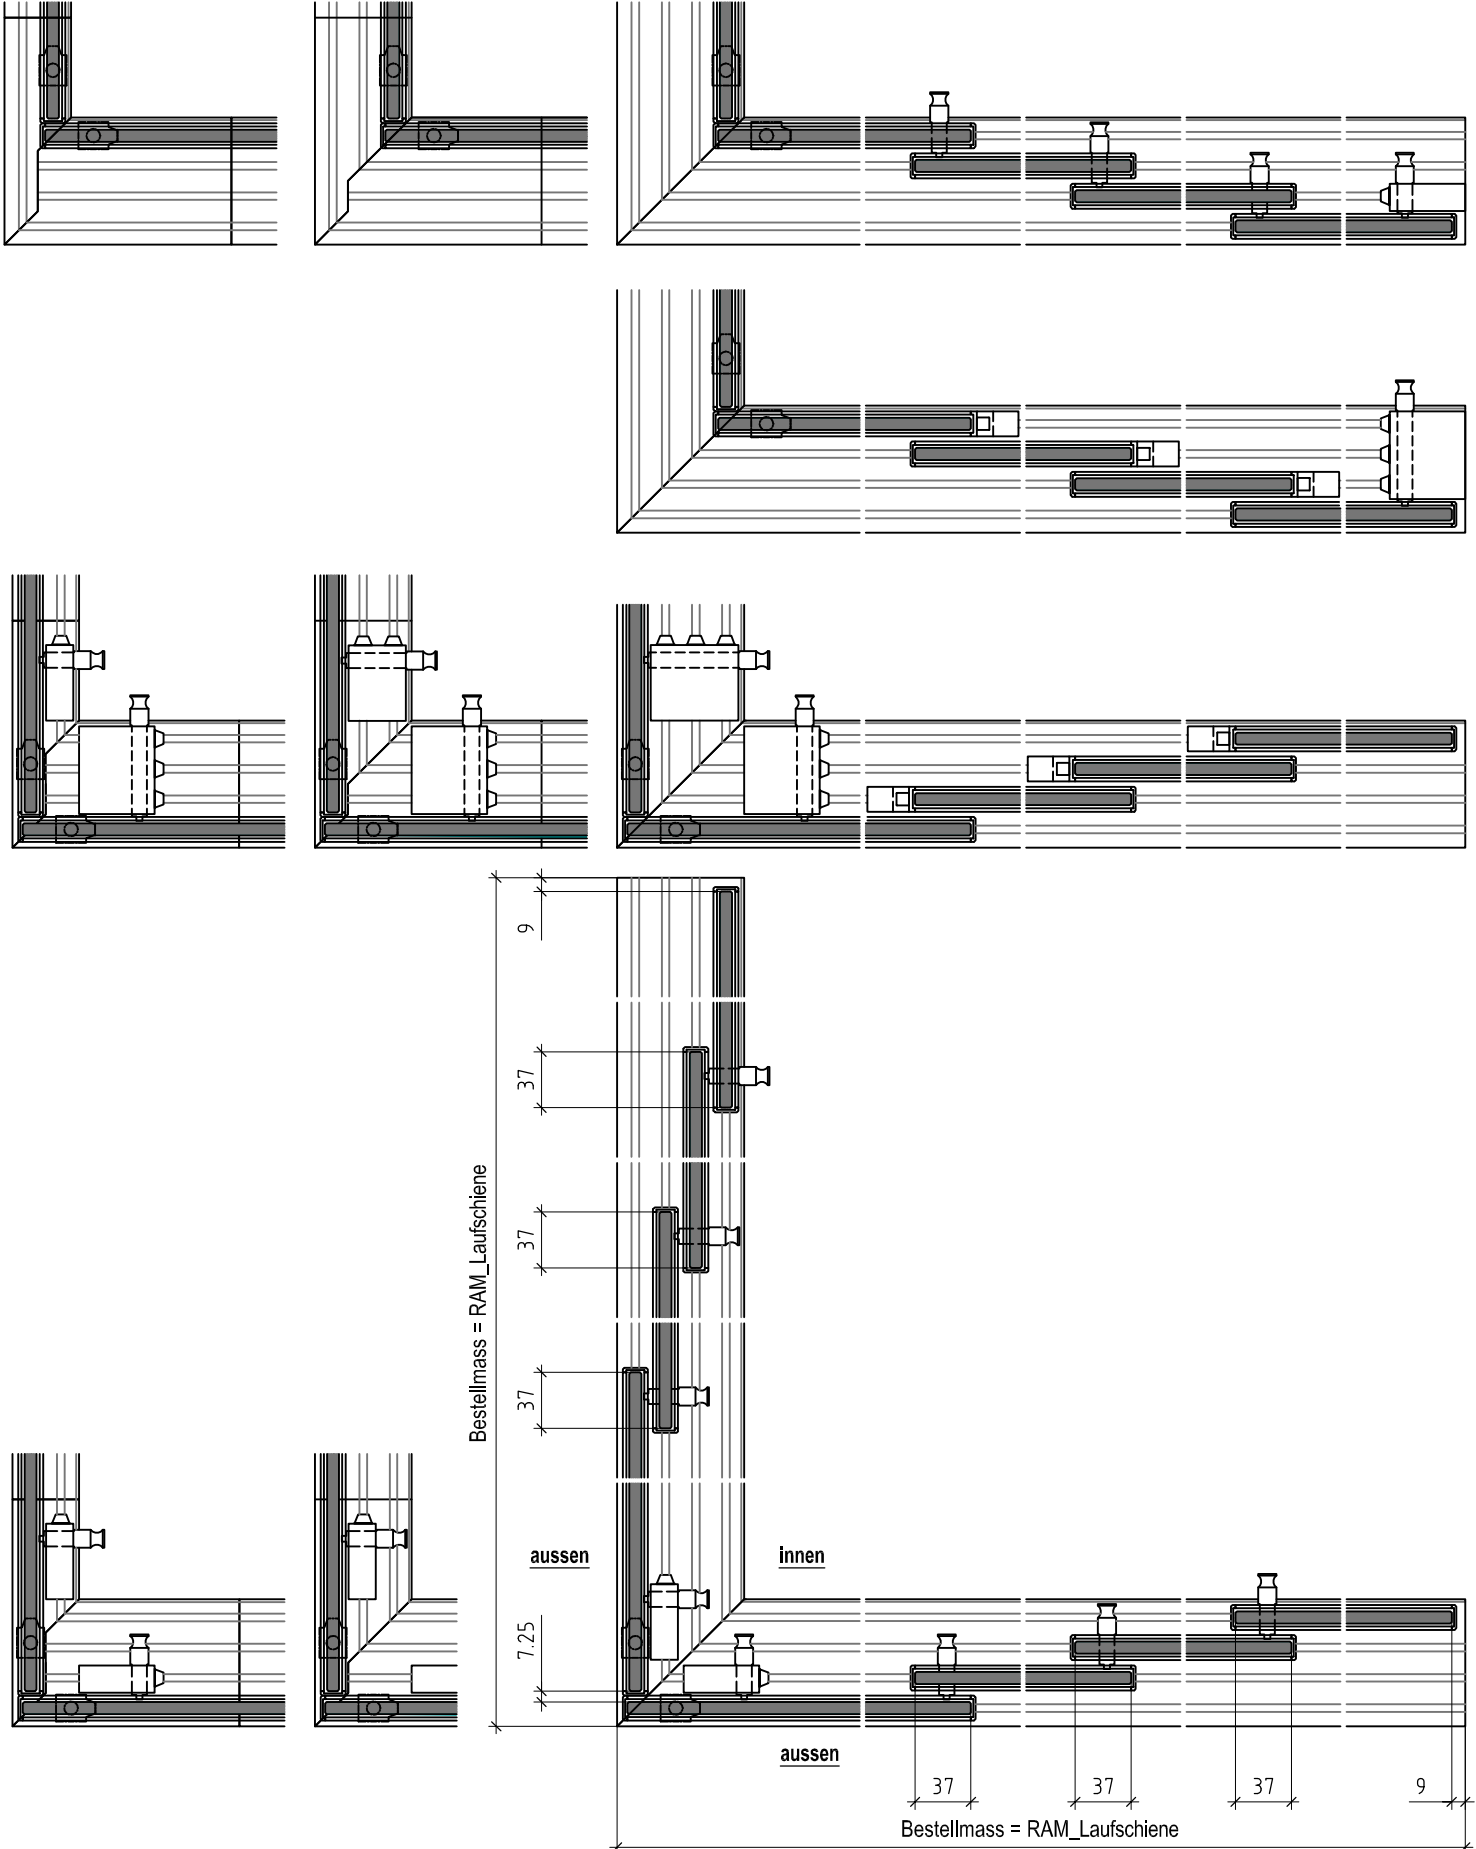 9
37
37
Bestellmass = RAM_Laufschiene
37
aussen
innen
7.25
aussen
37
37
37
9
Bestellmass = RAM_Laufschiene